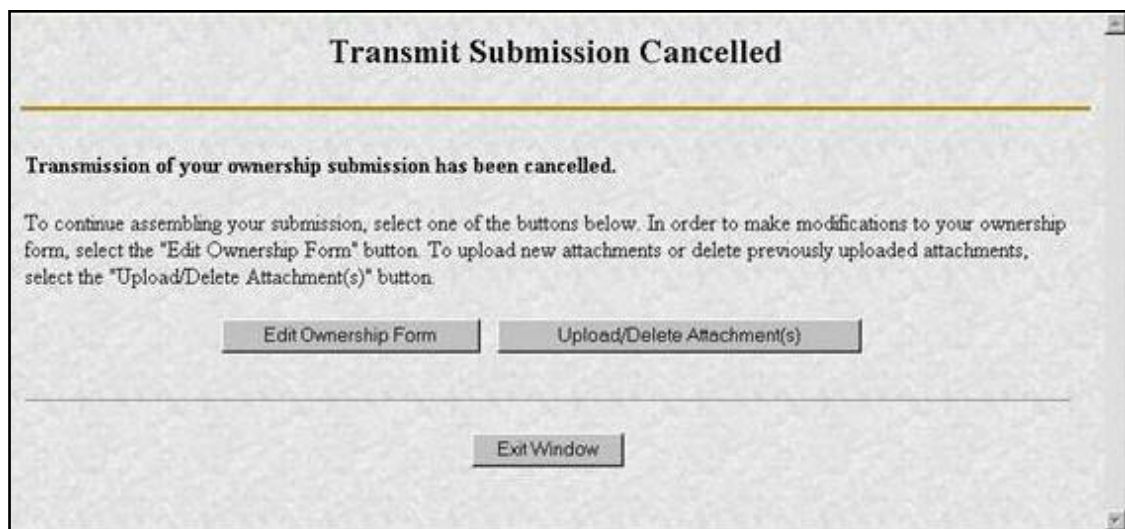 Transmit Submission Cancelled
Transmission of your ownership submission has been cancelled.
To continue assembling your submission, select one of the buttons below. In order to make modifications to your ownership
form, select the "Edit Ownership Form" button. To upload new attachments or delete previously uploaded attachments,
select the "Upload/Delete Attachment(s)" button.
Edit Ownership Form Upload/Delete Attachment(s)
Exit Window